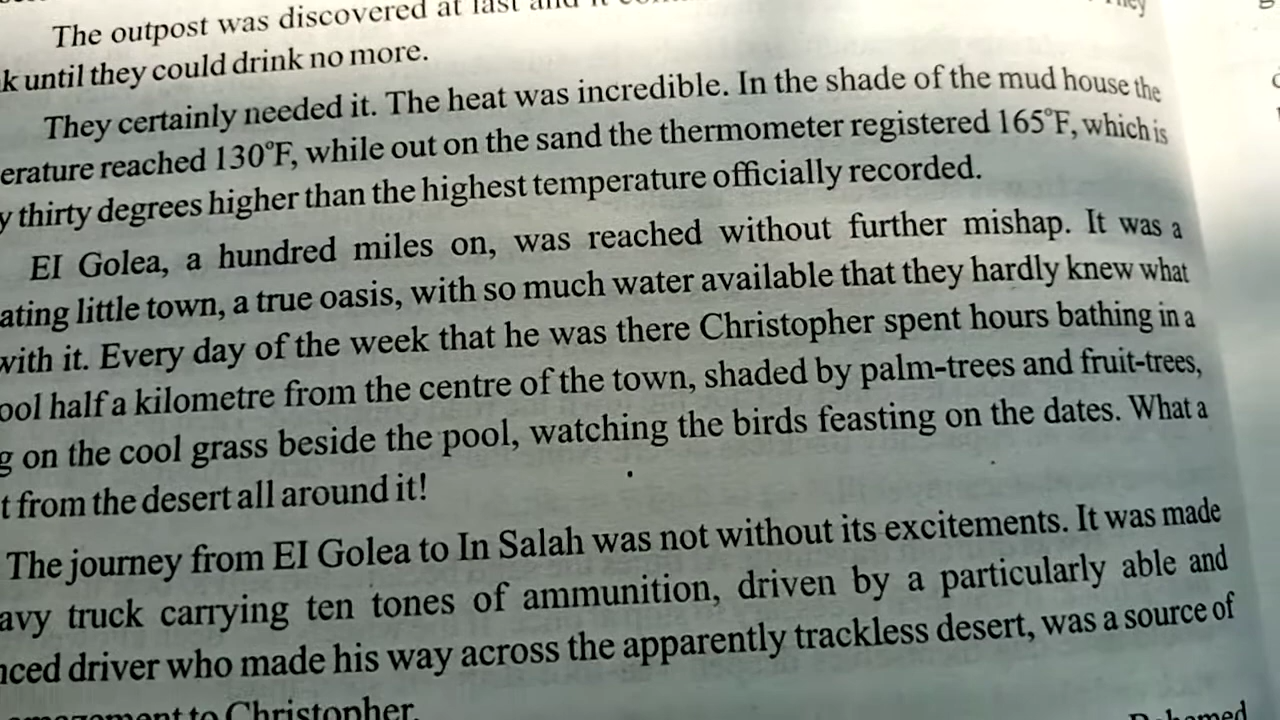 The outpost was discovered at last and it
k until they could drink no more.
They certainly needed it. The heat was incredible. In the shade of the mud house the
erature reached 130°F, while out on the sand the thermometer registered 165°F, which is
y thirty degrees higher than the highest temperature officially recorded.
EI Golea, a hundred miles on, was reached without further mishap. It was a
ating little town, a true oasis, with so much water available that they hardly knew what
with it. Every day of the week that he was there Christopher spent hours bathing in a
ool half a kilometre from the centre of the town, shaded by palm-trees and fruit-trees,
g on the cool grass beside the pool, watching the birds feasting on the dates. What a
t from the desert all around it!
The journey from EI Golea to In Salah was not without its excitements. It was made
avy truck carrying ten tones of ammunition, driven by a particularly able and
nced driver who made his way across the apparently trackless desert, was a source of
to Christopher.